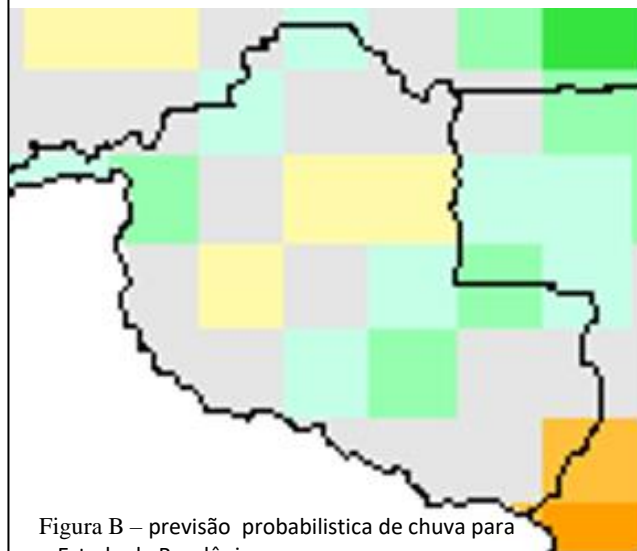 Figura B – previsão probabilistica de chuva para
o Estado de Rondônia